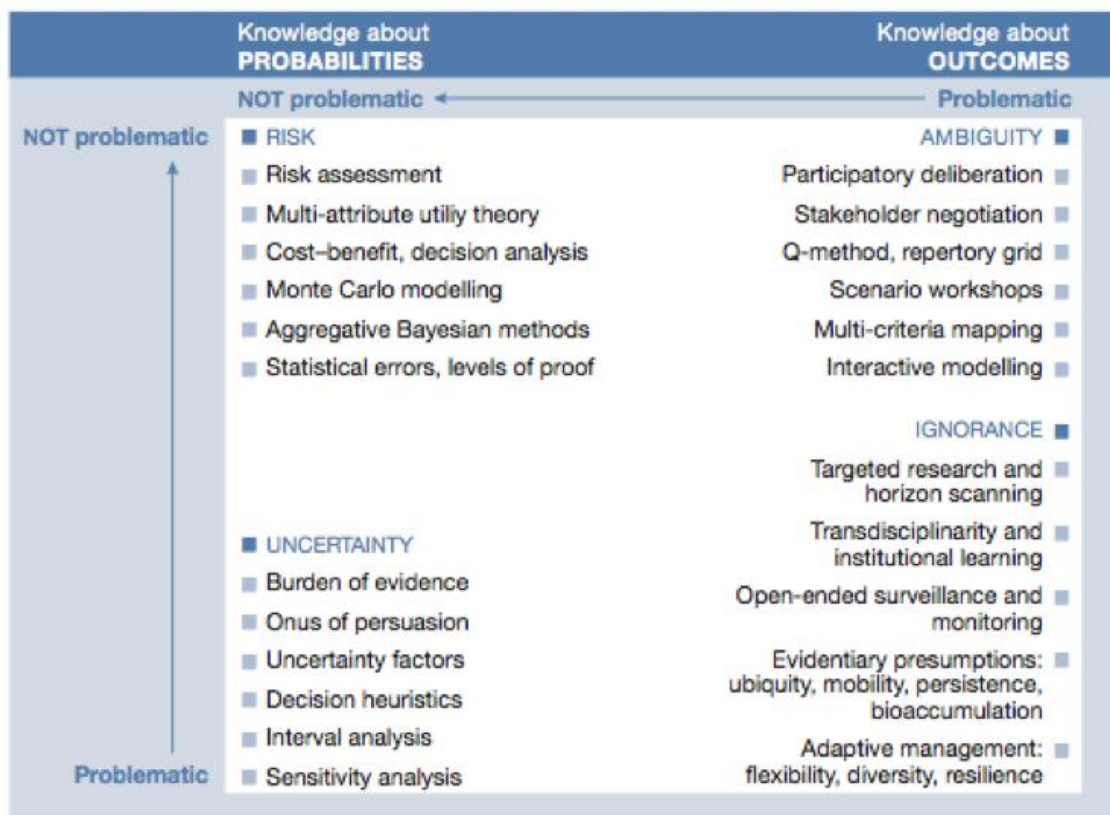 Knowledge about
PROBABILITIES
Knowledge about
OUTCOMES
NOT problematic
Problematic
NOT problematic
RISK
Risk assessment
Multi-attribute utiliy theory
Cost–benefit, decision analysis
Monte Carlo modelling
Aggregative Bayesian methods
Statistical errors, levels of proof
AMBIGUITY
Participatory deliberation
Stakeholder negotiation
Q-method, repertory grid
Scenario workshops
Multi-criteria mapping
Interactive modelling
UNCERTAINTY
Burden of evidence
Onus of persuasion
Uncertainty factors
Decision heuristics
Interval analysis
Sensitivity analysis
IGNORANCE
Targeted research and
horizon scanning
Transdisciplinarity and
institutional learning
Open-ended surveillance and
monitoring
Evidentiary presumptions:
ubiquity, mobility, persistence,
bioaccumulation
Adaptive management:
flexibility, diversity, resilience
Problematic